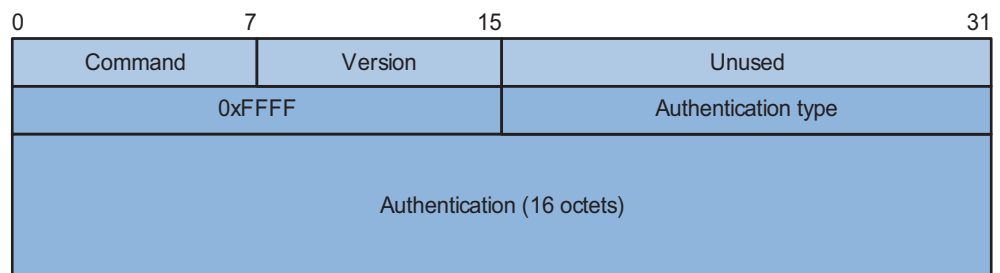 0 7 15 31
Command Version Unused
0xFFFF Authentication type
Authentication (16 octets)